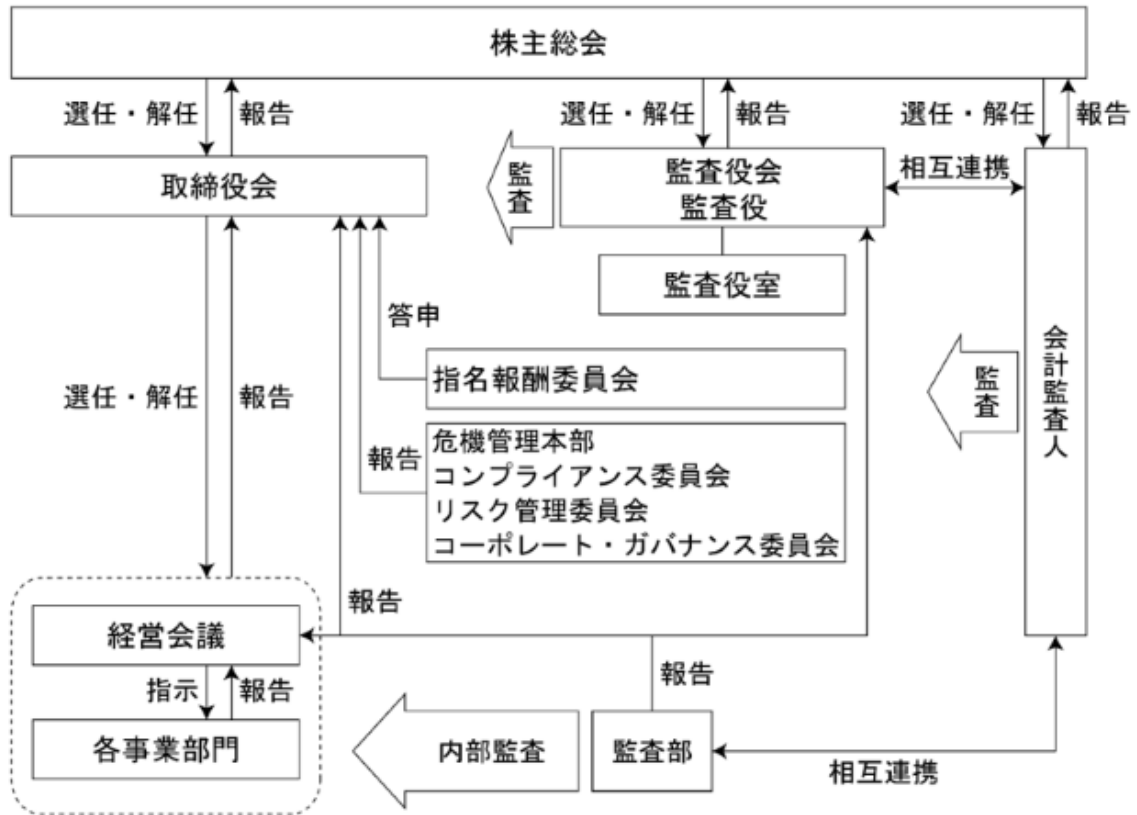 株主総会
選任・解任
報告
選任・解任
報告
選任・解任
報告
取締役会
監査
監査役会
監査役
相互連携
監査役室
会計監査人
答申
指名報酬委員会
監査
選任・解任
報告
報告
危機管理本部
コンプライアンス委員会
リスク管理委員会
コーポレート・ガバナンス委員会
経営会議
報告
報告
指示
報告
各事業部門
内部監査
監査部
相互連携